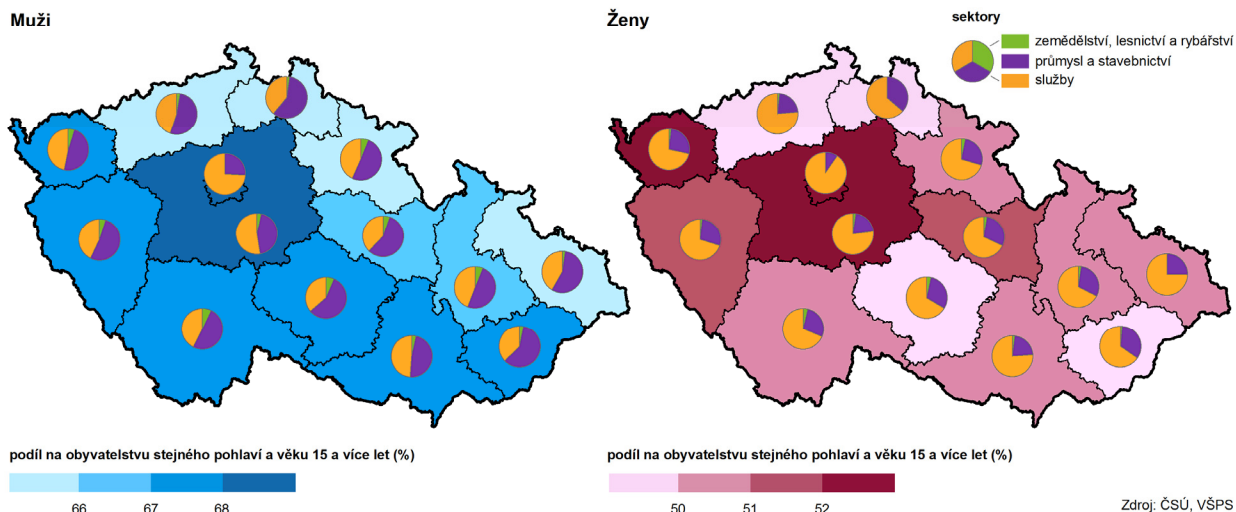 Muži
Ženy
sektory
zemědělství, lesnictví a rybářství
průmysl a stavebnictví
služby
podíl na obyvatelstvu stejného pohlaví a věku 15 a více let (%)
66 67 68
podíl na obyvatelstvu stejného pohlaví a věku 15 a více let (%)
50 51 52
Zdroj: ČSÚ, VŠPS